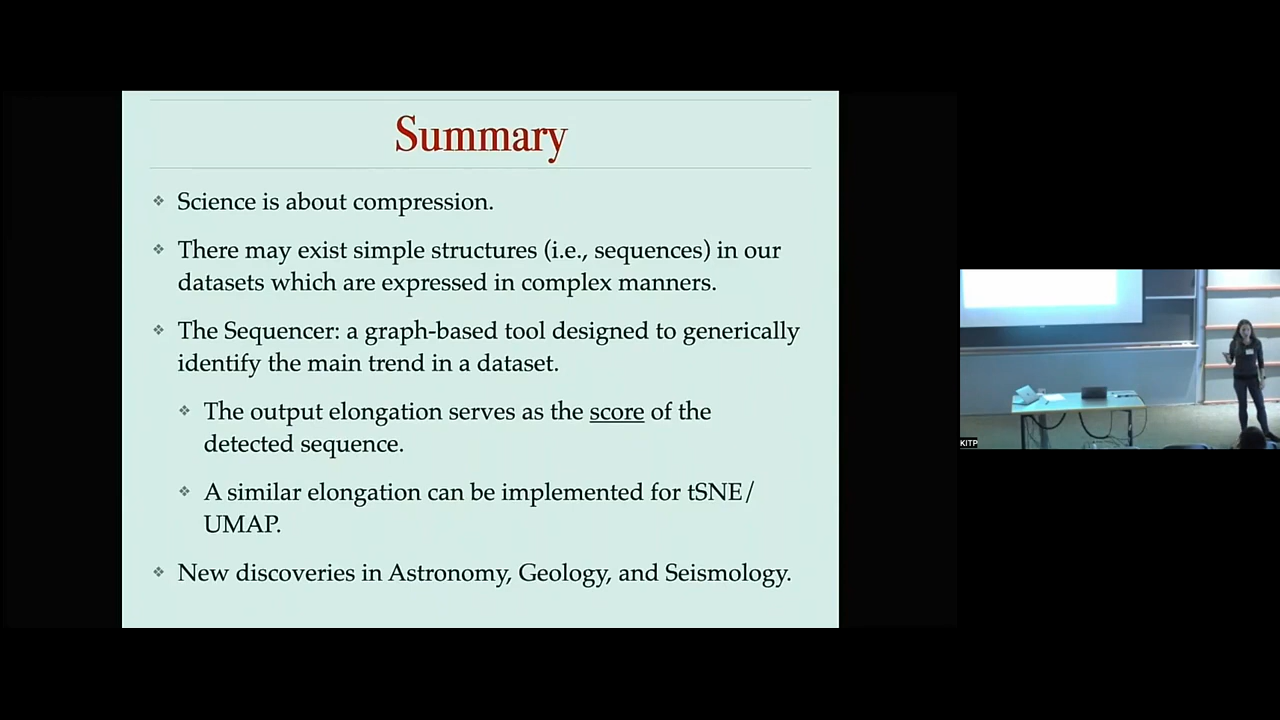 Summary
❖ Science is about compression.
❖ There may exist simple structures (i.e., sequences) in our
datasets which are expressed in complex manners.
❖ The Sequencer: a graph-based tool designed to generically
identify the main trend in a dataset.
❖ The output elongation serves as the score of the
detected sequence.
❖ A similar elongation can be implemented for tSNE/
UMAP.
❖ New discoveries in Astronomy, Geology, and Seismology.
KITP